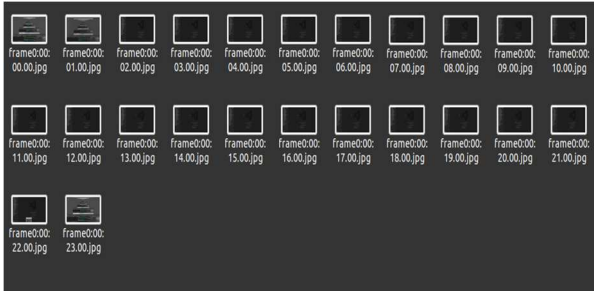 frame0:00: frame0:00: frame0:00: frame0:00: frame0:00: frame0:00: frame0:00: frame0:00: frame0:00: frame0:00: frame0:00:
00.00.jpg 01.00.jpg 02.00.jpg 03.00.jpg 04.00.jpg 05.00.jpg 06.00.jpg 07.00.jpg 08.00.jpg 09.00.jpg 10.00.jpg
frame0:00: frame0:00: frame0:00: frame0:00: frame0:00: frame0:00: frame0:00: frame0:00: frame0:00: frame0:00: frame0:00:
11.00.jpg 12.00.jpg 13.00.jpg 14.00.jpg 15.00.jpg 16.00.jpg 17.00.jpg 18.00.jpg 19.00.jpg 20.00.jpg 21.00.jpg
frame0:00: frame0:00:
22.00.jpg 23.00.jpg